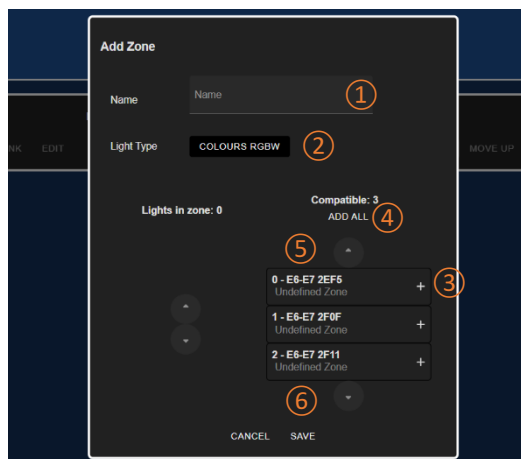 Add Zone
Name
Name
1
Light Type
COLOURS RGBW
2
NK
EDIT
MOVE UP
Lights in zone: 0
Compatible: 3
ADD ALL
4
5
0 - E6-E7 2EF5
Undefined Zone
+
3
1 - E6-E7 2F0F
Undefined Zone
+
2 - E6-E7 2F11
Undefined Zone
+
6
CANCEL
SAVE